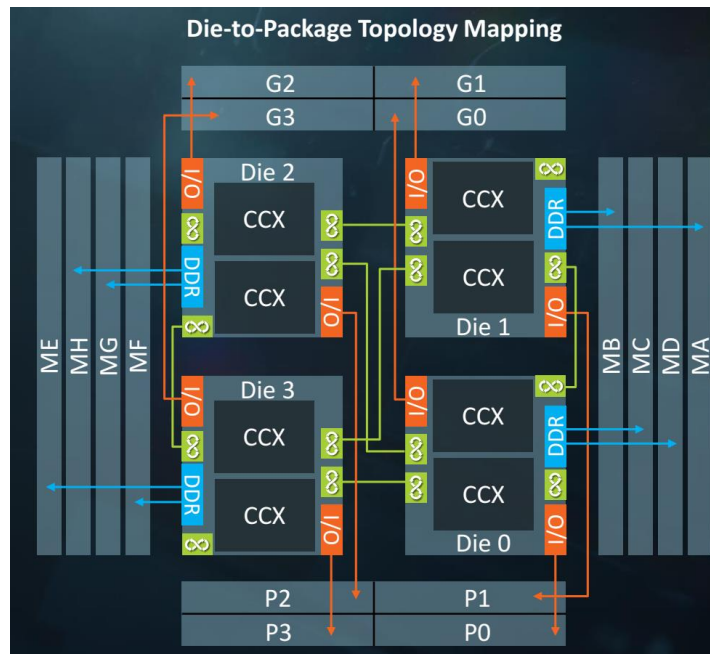 Die-to-Package Topology Mapping
G2
G1
G3
G0
I/O
Die 2
CCX
CCX
DDR
I/O
I/O
CCX
CCX
DDR
I/O
Die 1
ME
MH
MG
MF
MB
MC
MD
MA
I/O
Die 3
CCX
CCX
DDR
I/O
I/O
CCX
CCX
DDR
I/O
Die 0
P2
P1
P3
P0